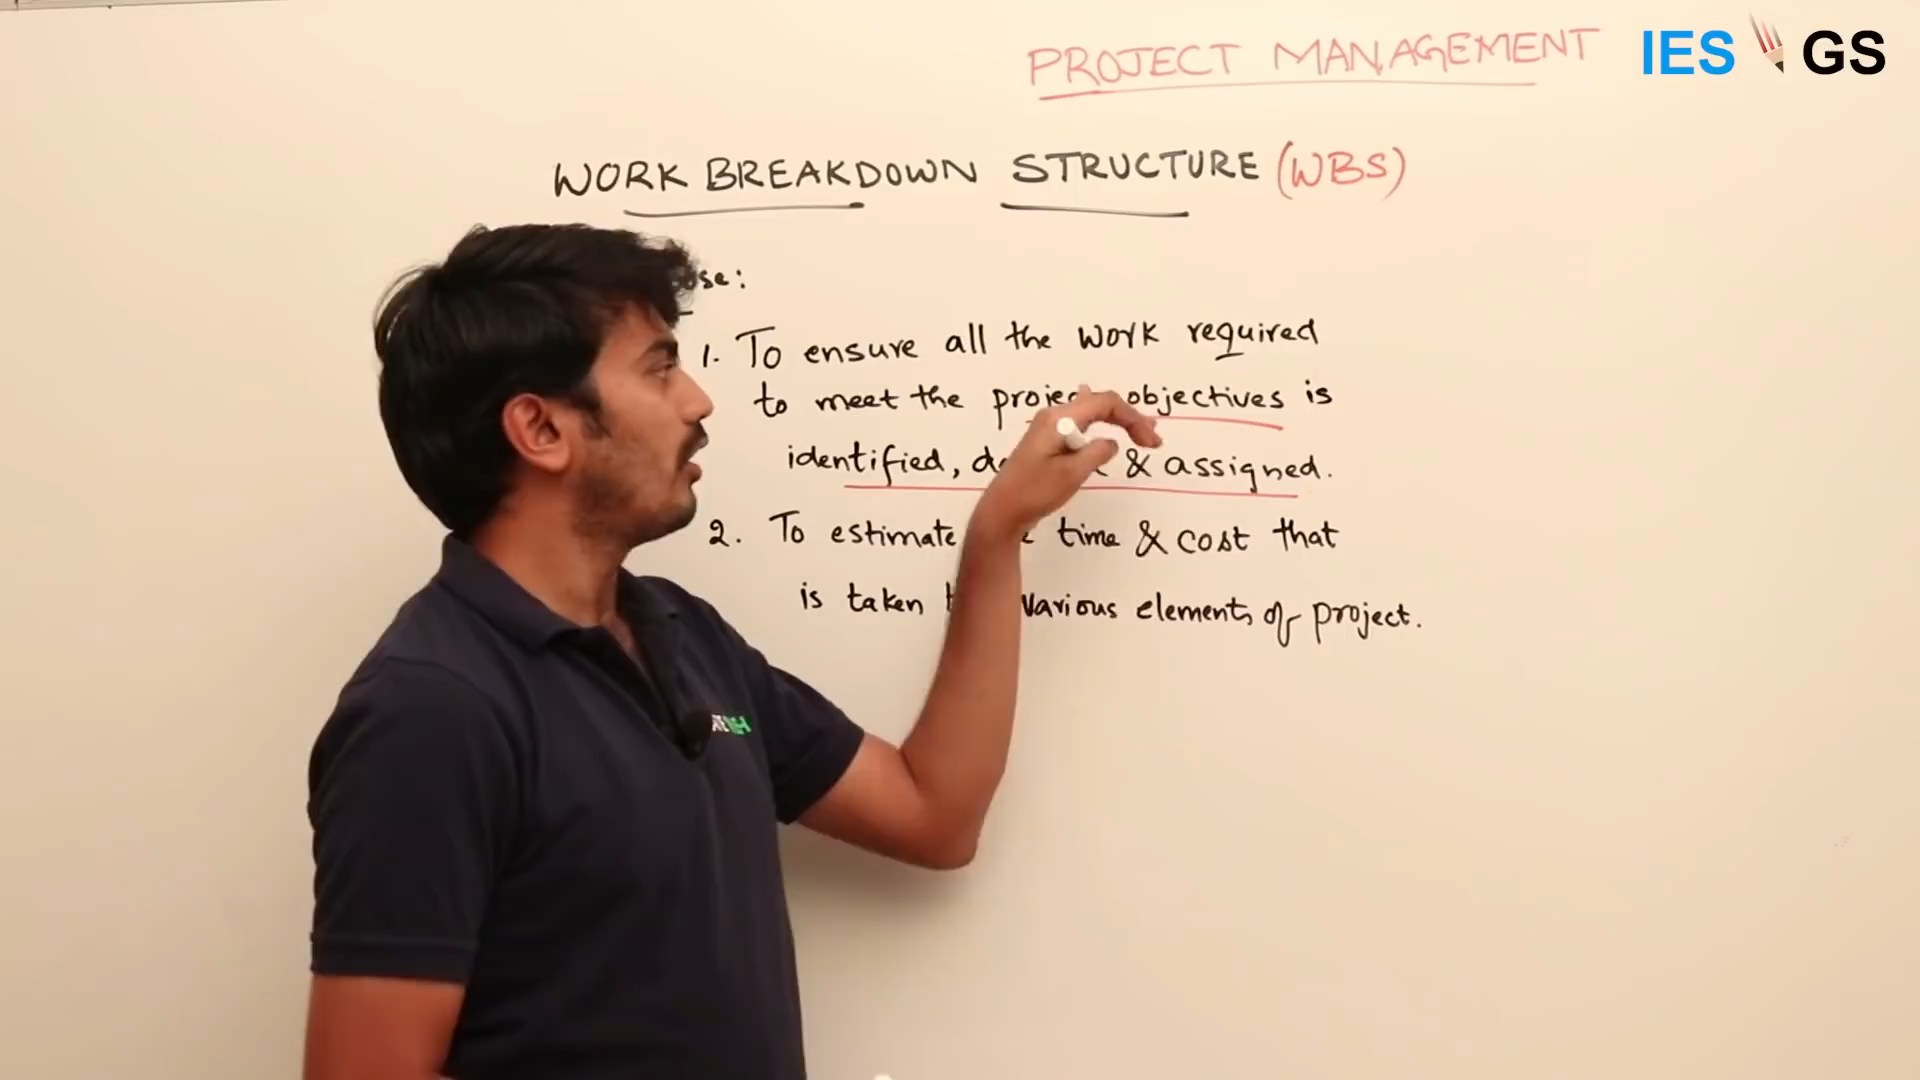 PROJECT MANAGEMENT
IES GS
WORK BREAKDOWN STRUCTURE (WBS)
1. To ensure all the work required
to meet the project objectives is
identified, & assigned.
2. To estimate time & cost that
is taken various elements of project.